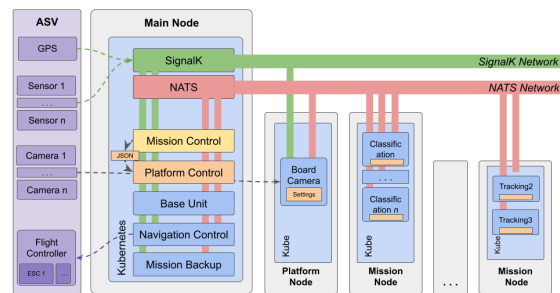 ASV
GPS
Sensor 1
. . .
Sensor n
Camera 1
...
Camera n
Flight
Controller
ESC 1
...
Main Node
Kubernetes
SignalK
NATS
Mission Control
JSON
Platform Control
Base Unit
Navigation Control
Mission Backup
SignalK Network
NATS Network
Board
Camera
Settings
Kube
Platform
Node
Classific
ation
. . .
Classific
ation n
Kube
Mission
Node
. . .
Tracking2
Tracking3
Kube
Mission
Node